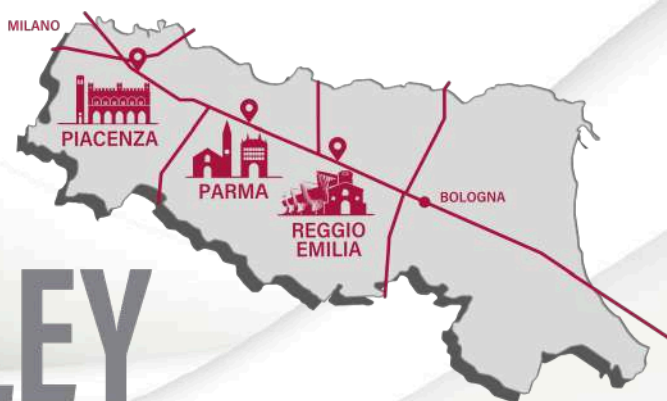 MILANO
PIACENZA
PARMA
BOLOGNA
REGGIO
EMILIA
LEY